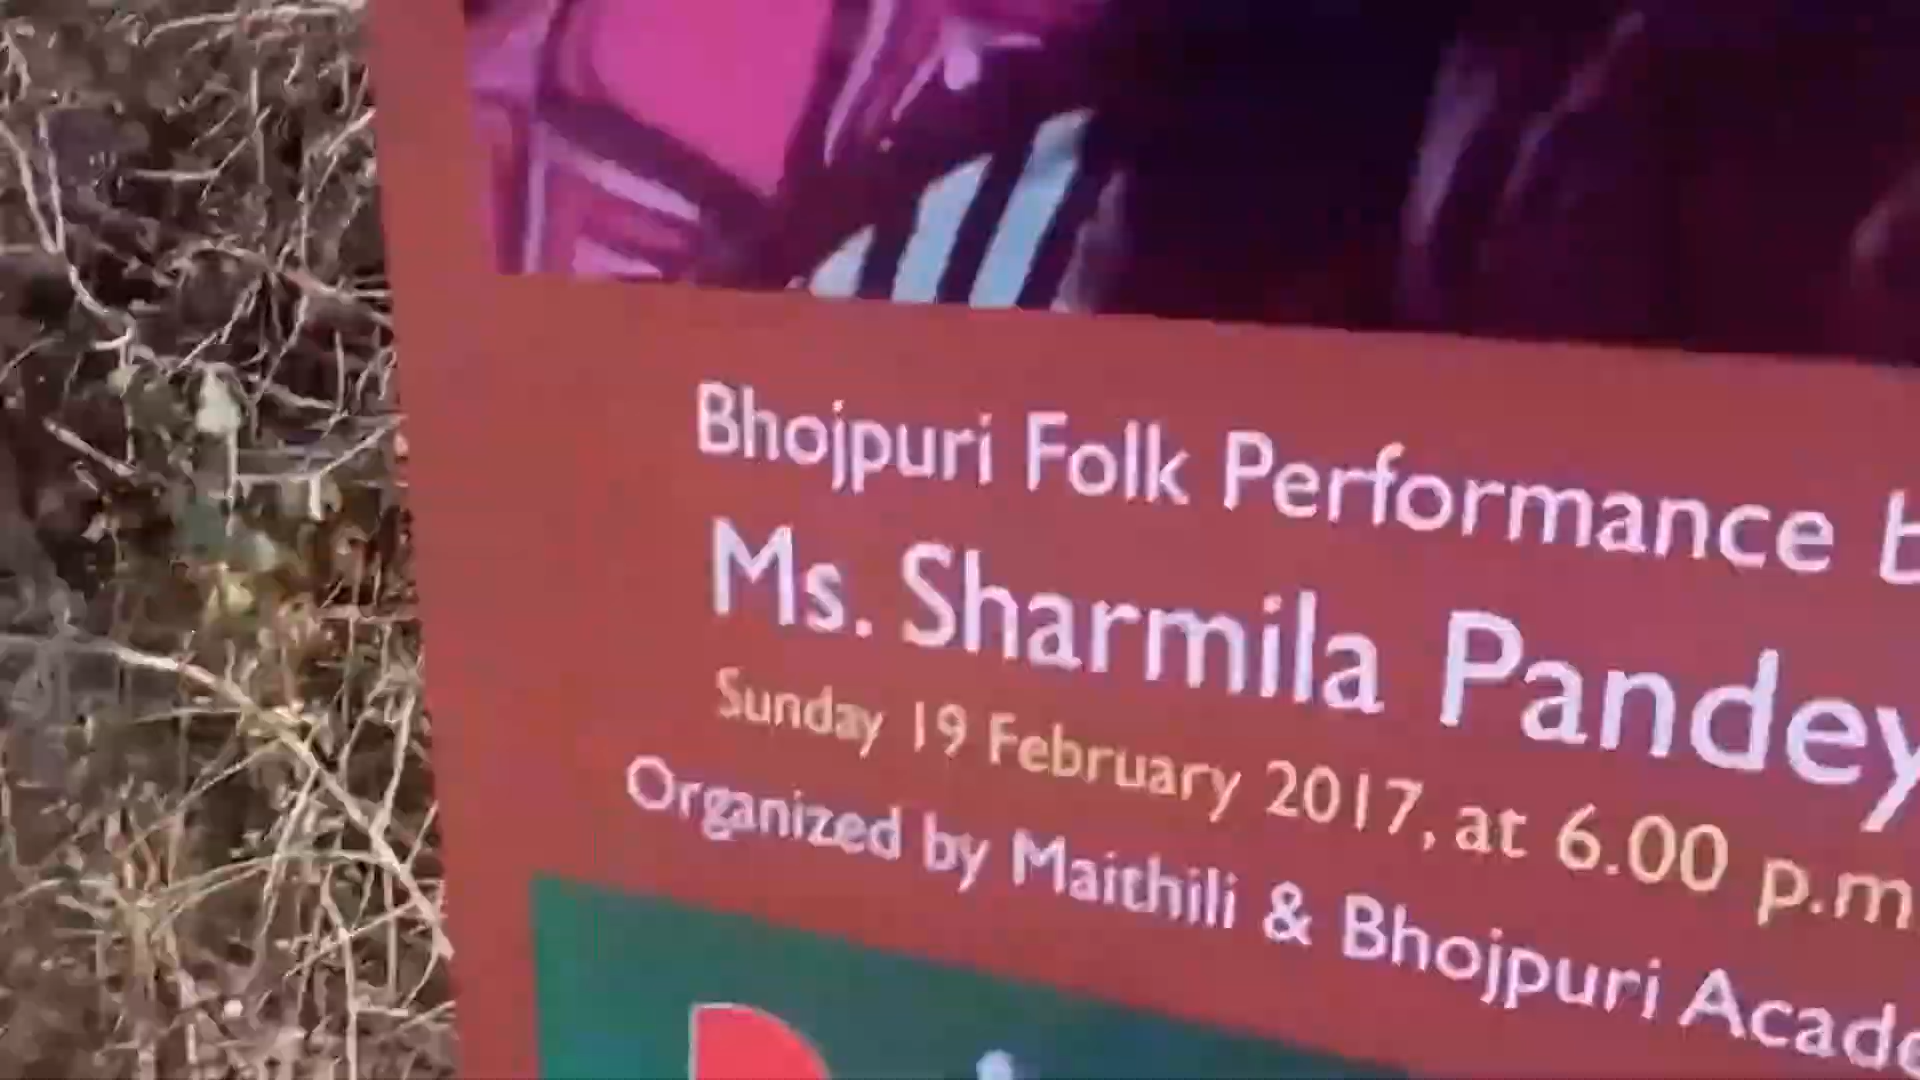 Bhojpuri Folk Performance
Ms. Sharmila Pandey
Sunday 19 February 2017, at 6.00 p.m
Organized by Maithili & Bhojpuri